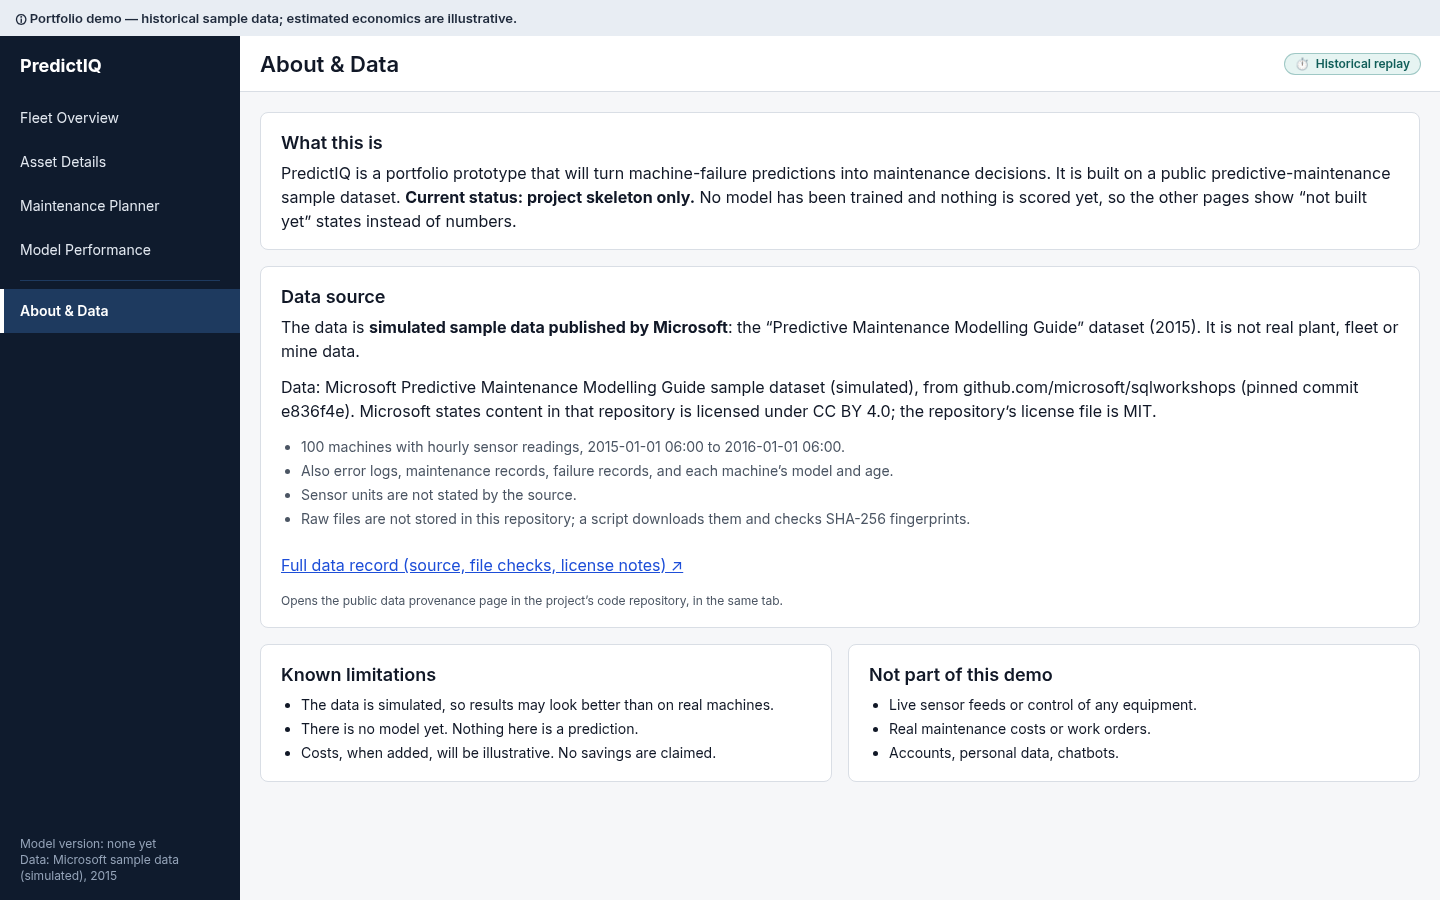 Portfolio demo — historical sample data; estimated economics are illustrative.
PredictIQ
Fleet Overview
Asset Details
Maintenance Planner
Model Performance
About & Data
Model version: none yet
Data: Microsoft sample data
(simulated), 2015
About & Data
Historical replay
What this is
PredictIQ is a portfolio prototype that will turn machine-failure predictions into maintenance decisions. It is built on a public predictive-maintenance
sample dataset. Current status: project skeleton only. No model has been trained and nothing is scored yet, so the other pages show “not built
yet” states instead of numbers.
Data source
The data is simulated sample data published by Microsoft: the “Predictive Maintenance Modelling Guide” dataset (2015). It is not real plant, fleet or
mine data.
Data: Microsoft Predictive Maintenance Modelling Guide sample dataset (simulated), from github.com/microsoft/sqlworkshops (pinned commit
e836f4e). Microsoft states content in that repository is licensed under CC BY 4.0; the repository’s license file is MIT.
• 100 machines with hourly sensor readings, 2015-01-01 06:00 to 2016-01-01 06:00.
• Also error logs, maintenance records, failure records, and each machine’s model and age.
• Sensor units are not stated by the source.
• Raw files are not stored in this repository; a script downloads them and checks SHA-256 fingerprints.
Full data record (source, file checks, license notes) ↗
Opens the public data provenance page in the project’s code repository, in the same tab.
Known limitations
• The data is simulated, so results may look better than on real machines.
• There is no model yet. Nothing here is a prediction.
• Costs, when added, will be illustrative. No savings are claimed.
Not part of this demo
• Live sensor feeds or control of any equipment.
• Real maintenance costs or work orders.
• Accounts, personal data, chatbots.